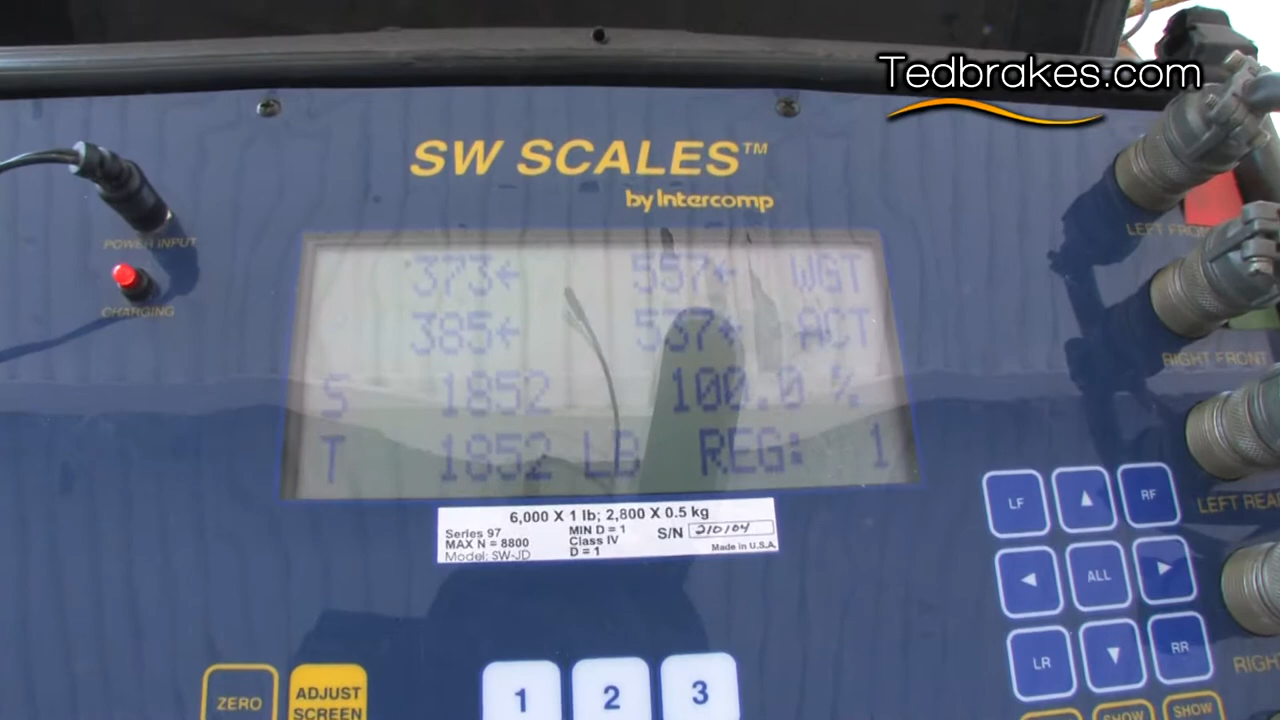 Tedbrakes.com
SW SCALES™
by Intercomp
POWER INPUT
CHARGING
373← 557← WGT
385← 537← ACT
S 1852 100.0 %
T 1852 LB REG: 1
6,000 X 1 lb; 2,800 X 0.5 kg
Series 97 MIN D = 1 S/N 210104
MAX N = 8800 Class IV
Model: SW-JD D = 1 Made in U.S.A.
LEFT FRONT
RIGHT FRONT
LEFT REAR
RIGHT
LF ▲ RF
◄ ALL ►
LR ▼ RR
ZERO
ADJUST
SCREEN
1 2 3
SHOW SHOW